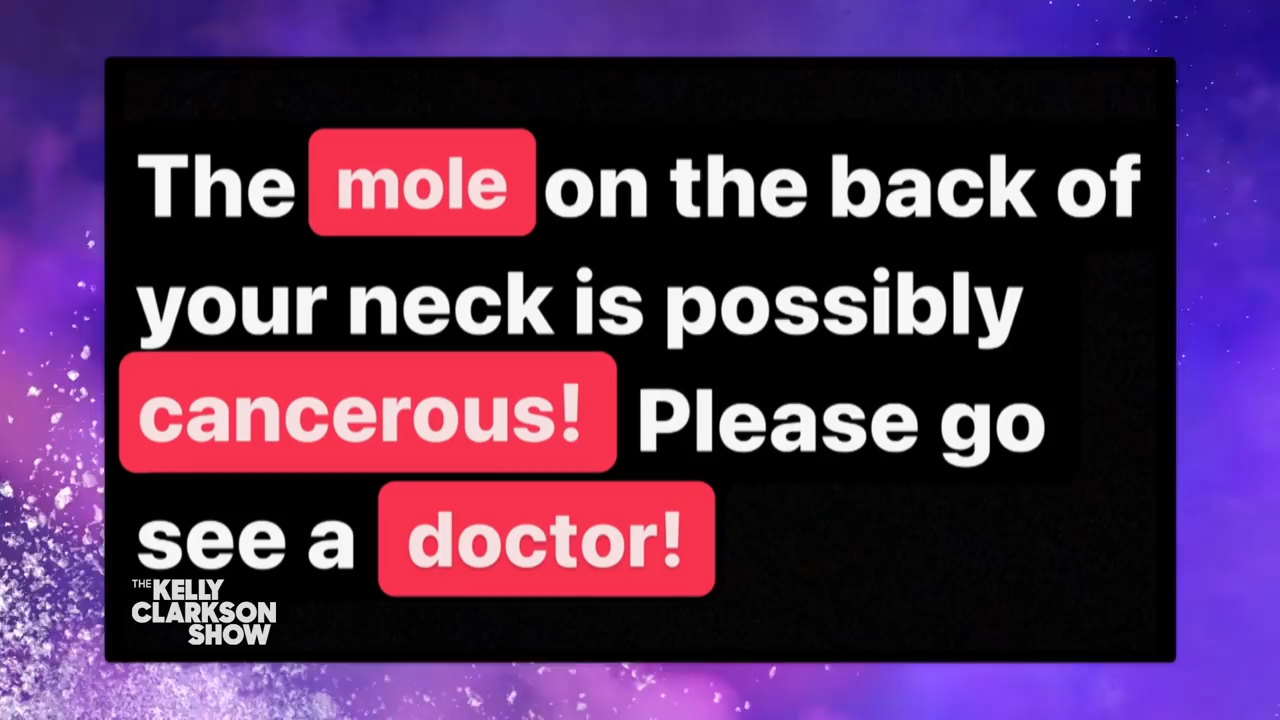 The mole on the back of
your neck is possibly
cancerous! Please go
see a doctor!
THE KELLY
CLARKSON
SHOW